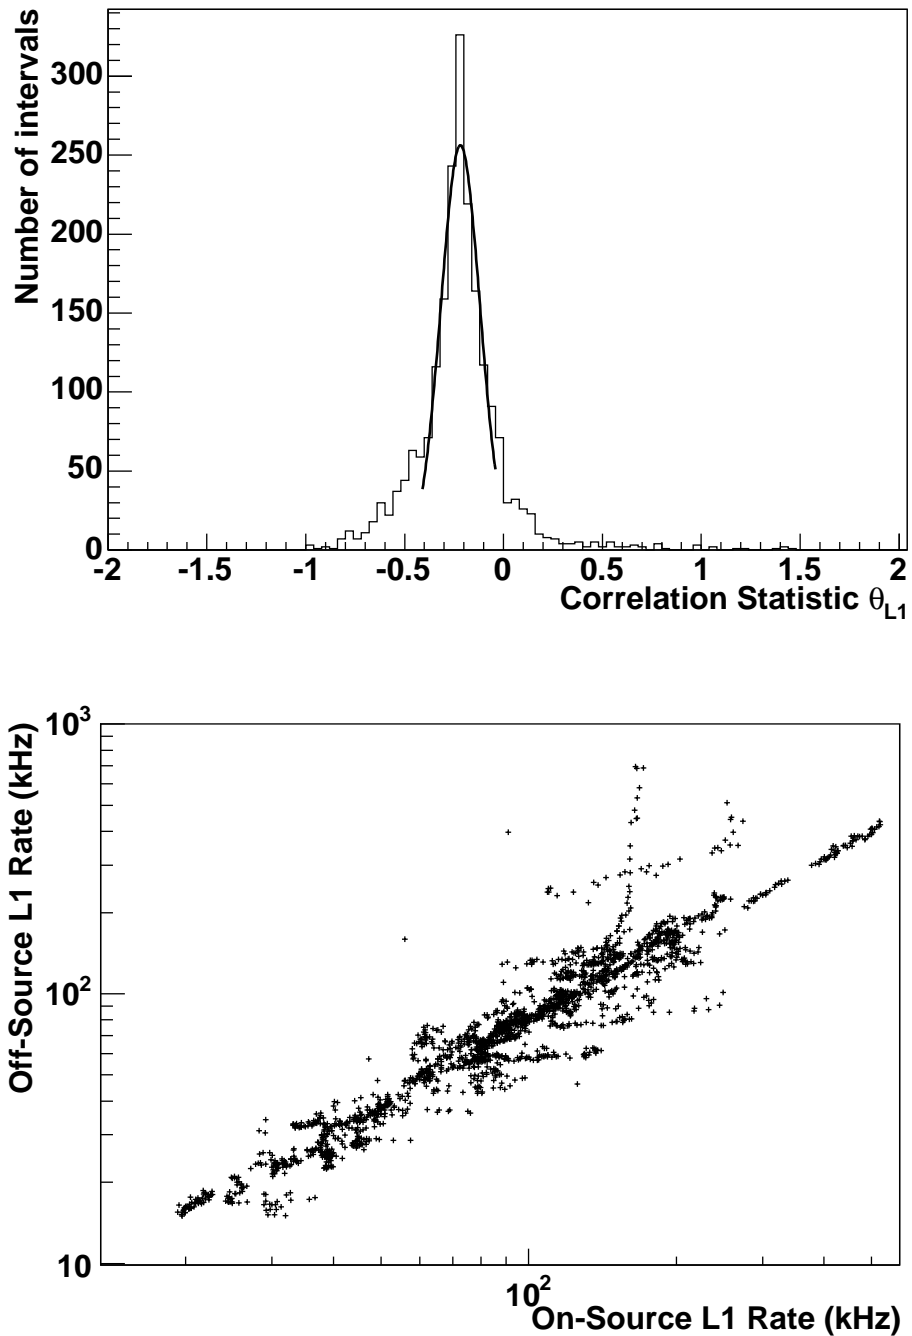 Number of intervals
300
250
200
150
100
50
0
-2 -1.5 -1 -0.5 0 0.5 1 1.5 2
Correlation Statistic θL1
Off-Source L1 Rate (kHz)
10³
10²
10
10²
On-Source L1 Rate (kHz)